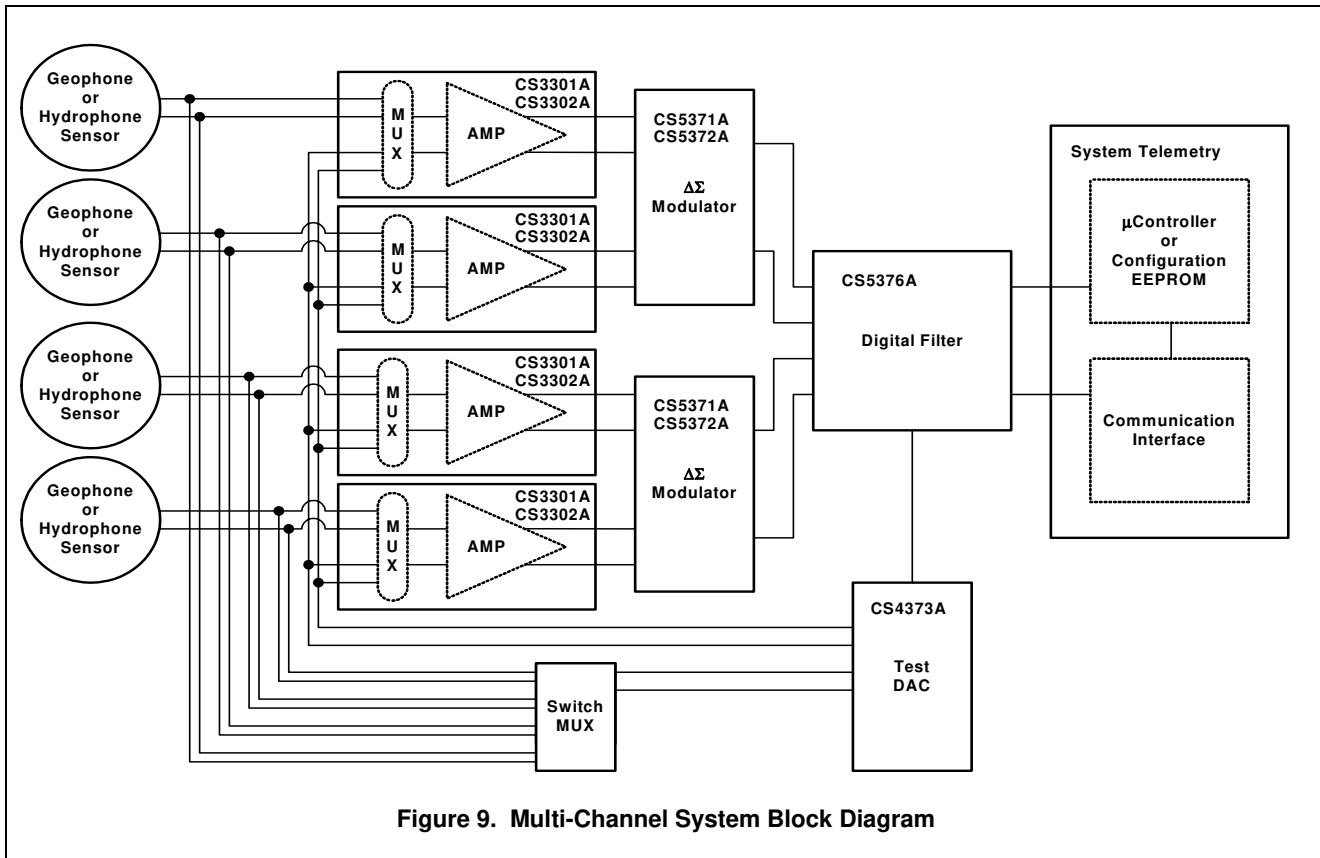 Geophone
or
Hydrophone
Sensor
Geophone
or
Hydrophone
Sensor
Geophone
or
Hydrophone
Sensor
Geophone
or
Hydrophone
Sensor
CS3301A
CS3302A
M
U
X
AMP
CS3301A
CS3302A
M
U
X
AMP
CS3301A
CS3302A
M
U
X
AMP
CS3301A
CS3302A
M
U
X
AMP
CS5371A
CS5372A
ΔΣ
Modulator
CS5371A
CS5372A
ΔΣ
Modulator
CS5376A
Digital Filter
System Telemetry
μController
or
Configuration
EEPROM
Communication
Interface
CS4373A
Test
DAC
Switch
MUX
Figure 9. Multi-Channel System Block Diagram